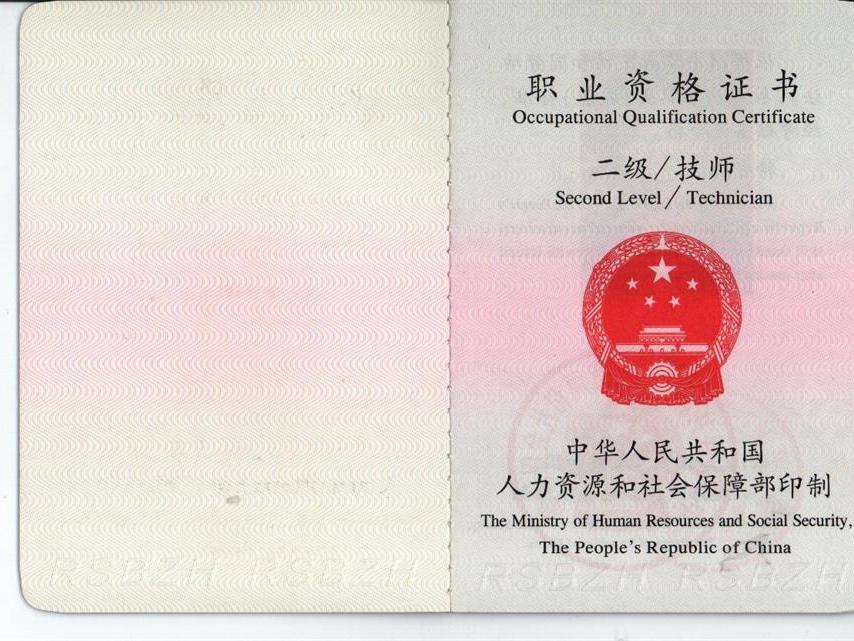 职业资格证书
Occupational Qualification Certificate
二级/技师
Second Level/Technician
中华人民共和国
人力资源和社会保障部印制
The Ministry of Human Resources and Social Security,
The People's Republic of China
RSBZH RSBZH RSBZH RSBZH